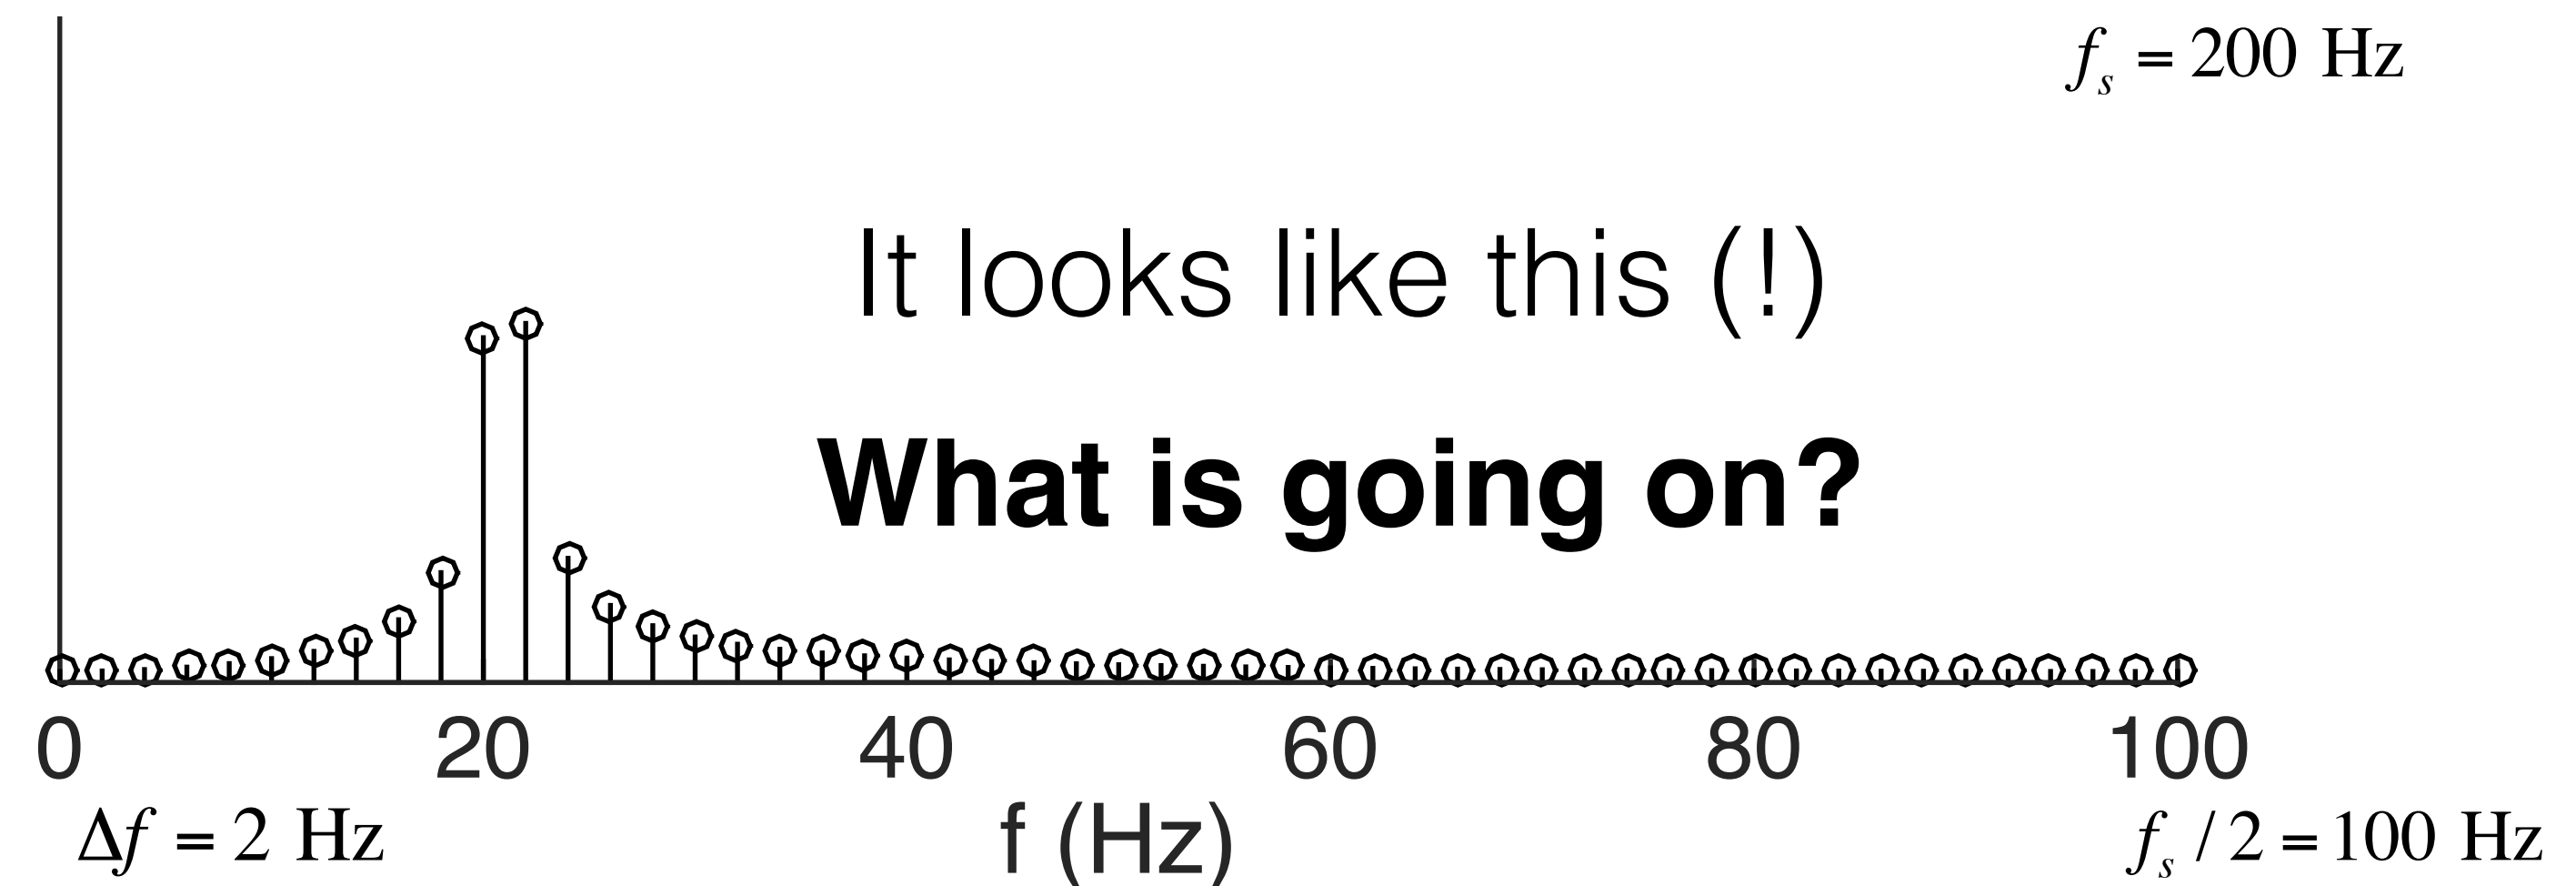 f_s = 200 Hz
It looks like this (!)
What is going on?
0 20 40 60 80 100
Δf = 2 Hz
f (Hz)
f_s / 2 = 100 Hz